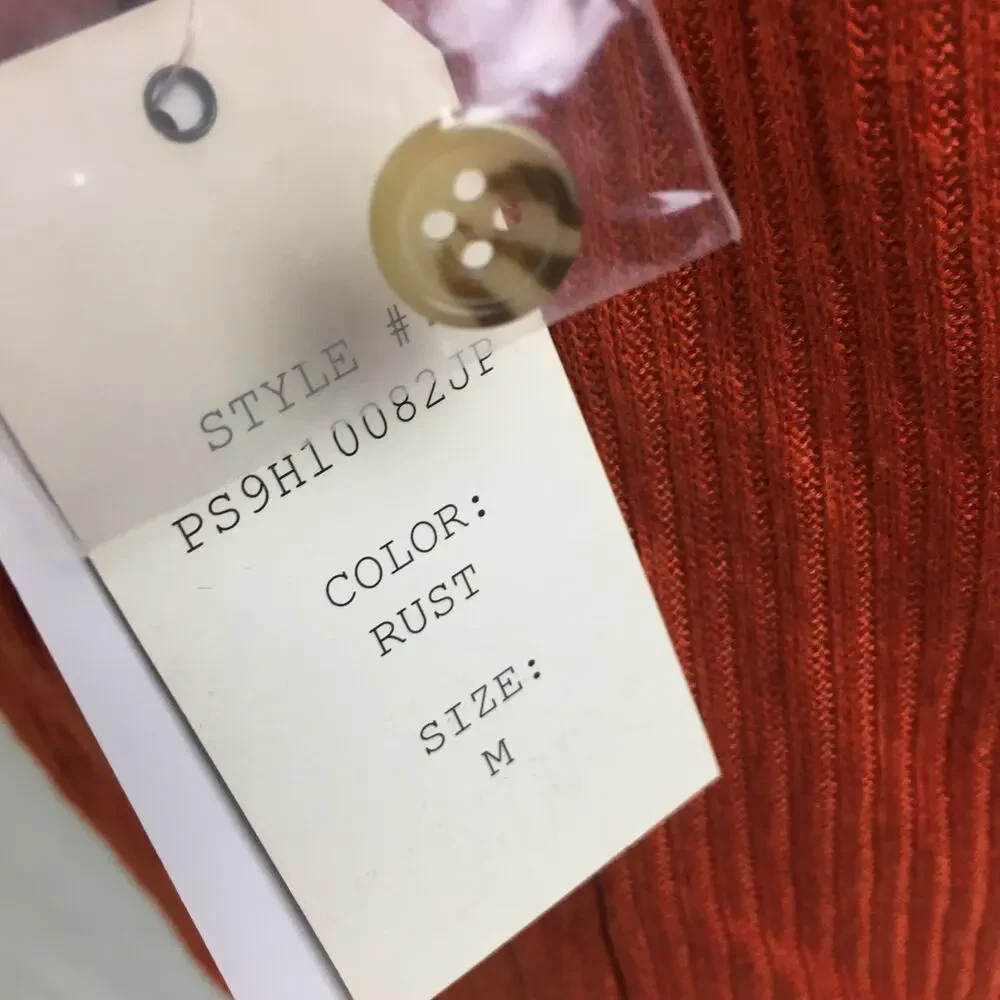 STYLE #
PS9H10082JP
COLOR:
RUST
SIZE:
M